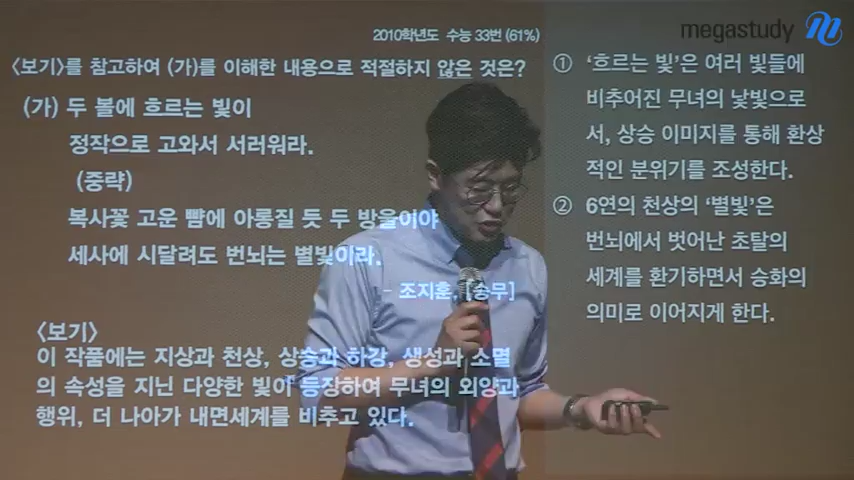 megastudy
2010학년도 수능 33번 (61%)
<보기>를 참고하여 (가)를 이해한 내용으로 적절하지 않은 것은?
(가) 두 볼에 흐르는 빛이
정작으로 고와서 서러워라.
(중략)
복사꽃 고운 뺨에 아롱질 듯 두 방울이야
세사에 시달려도 번뇌는 별빛이라.
- 조지훈, [승무]
<보기>
이 작품에는 지상과 천상, 상승과 하강, 생성과 소멸
의 속성을 지닌 다양한 빛이 등장하여 무녀의 외양과
행위, 더 나아가 내면세계를 비추고 있다.
① ‘흐르는 빛’은 여러 빛들에
비추어진 무녀의 낯빛으로
서, 상승 이미지를 통해 환상
적인 분위기를 조성한다.
② 6연의 천상의 ‘별빛’은
번뇌에서 벗어난 초탈의
세계를 환기하면서 승화의
의미로 이어지게 한다.